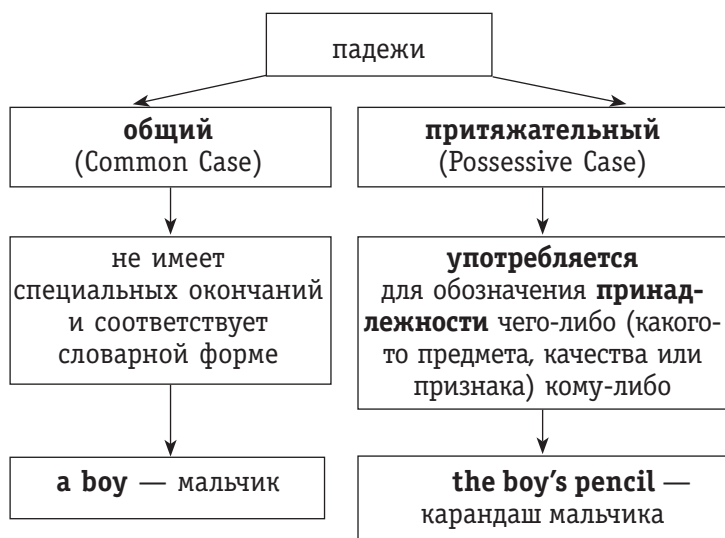 падежи
общий
(Common Case)
притяжательный
(Possessive Case)
не имеет
специальных окончаний
и соответствует
словарной форме
употребляется
для обозначения принад-
лежности чего-либо (какого-
то предмета, качества или
признака) кому-либо
a boy — мальчик
the boy's pencil —
карандаш мальчика